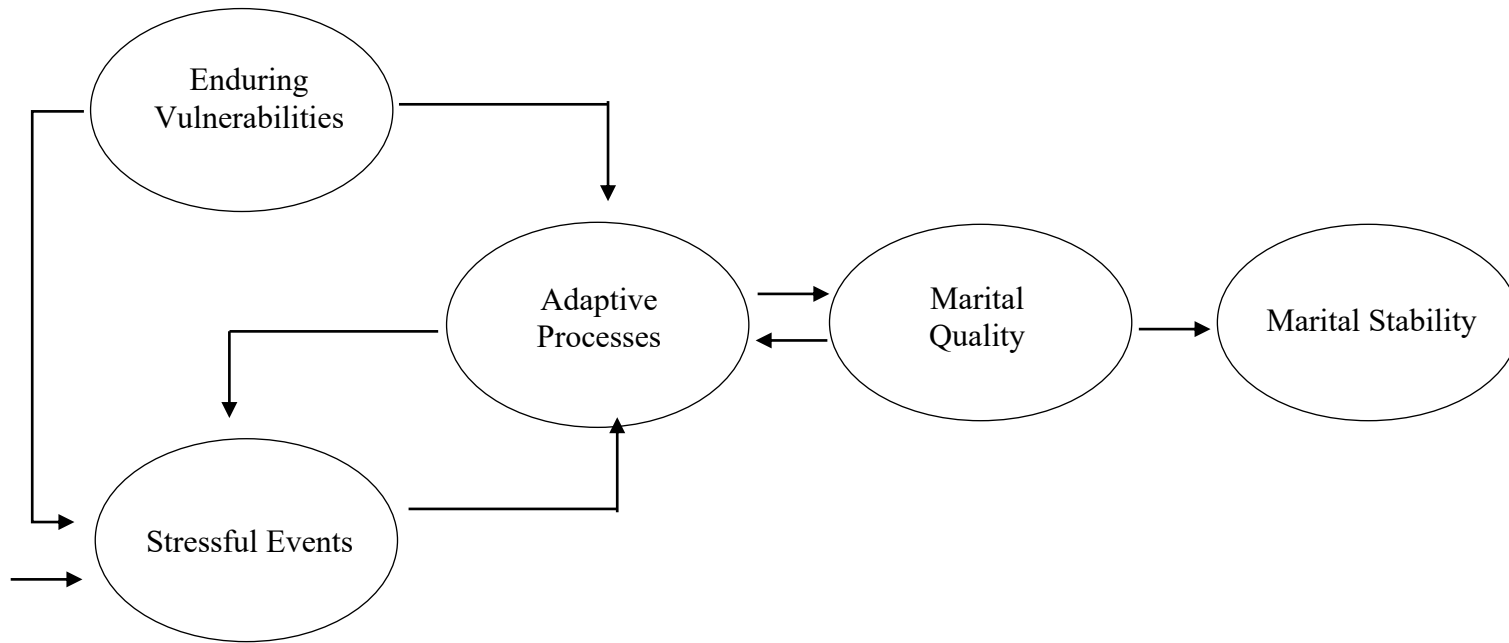 Enduring
Vulnerabilities
Adaptive
Processes
Marital
Quality
Marital Stability
Stressful Events